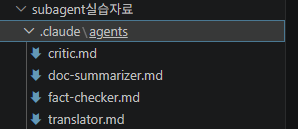 subagent실습자료
.claude\agents
critic.md
doc-summarizer.md
fact-checker.md
translator.md